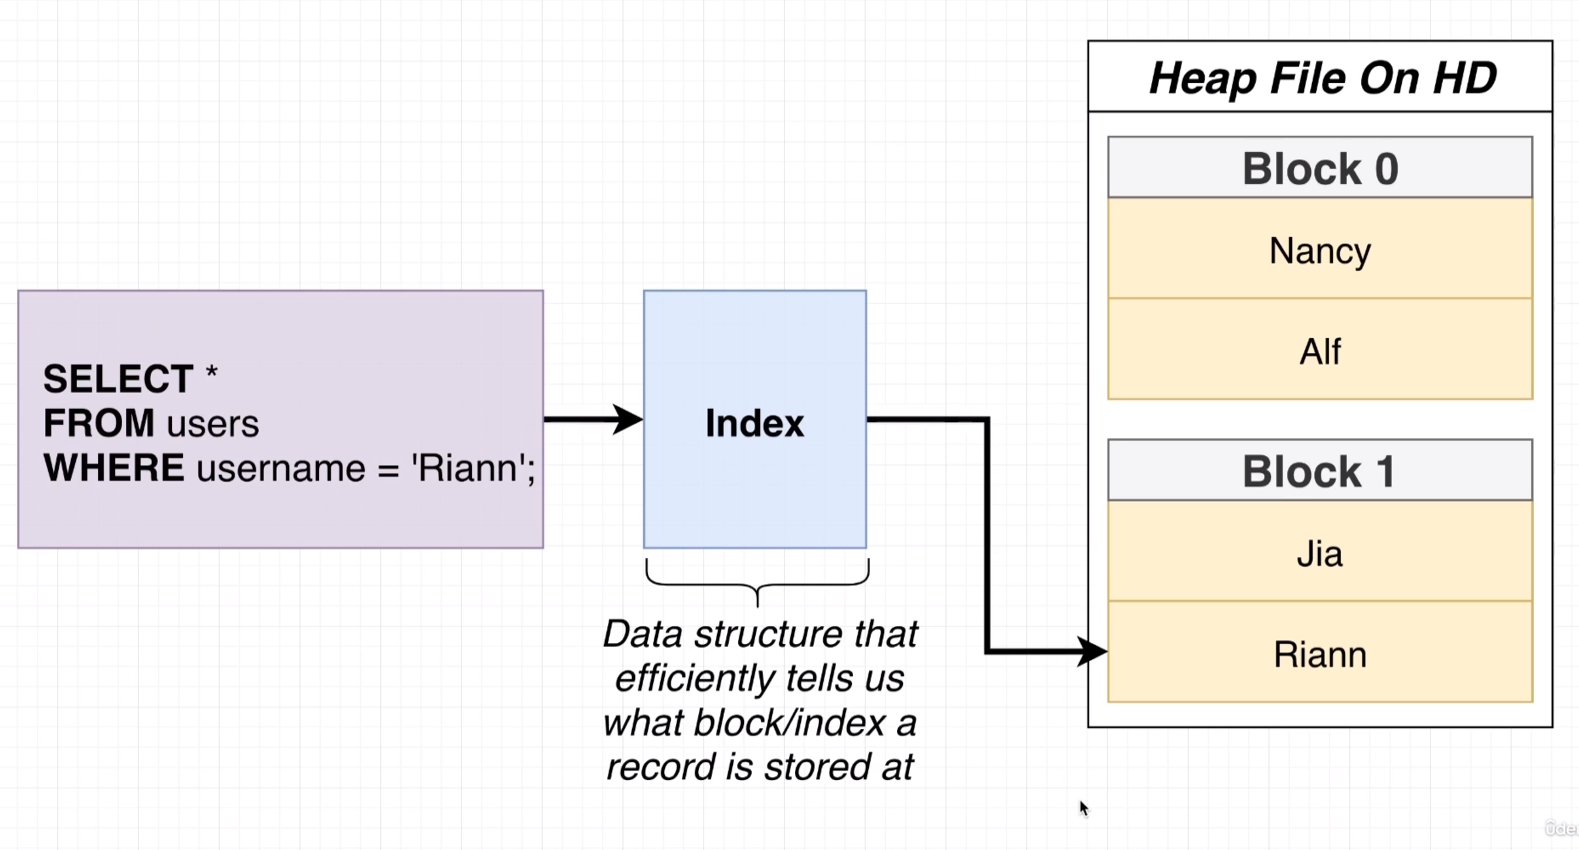 SELECT *
FROM users
WHERE username = 'Riann';
Index
Data structure that
efficiently tells us
what block/index a
record is stored at
Heap File On HD
Block 0
Nancy
Alf
Block 1
Jia
Riann